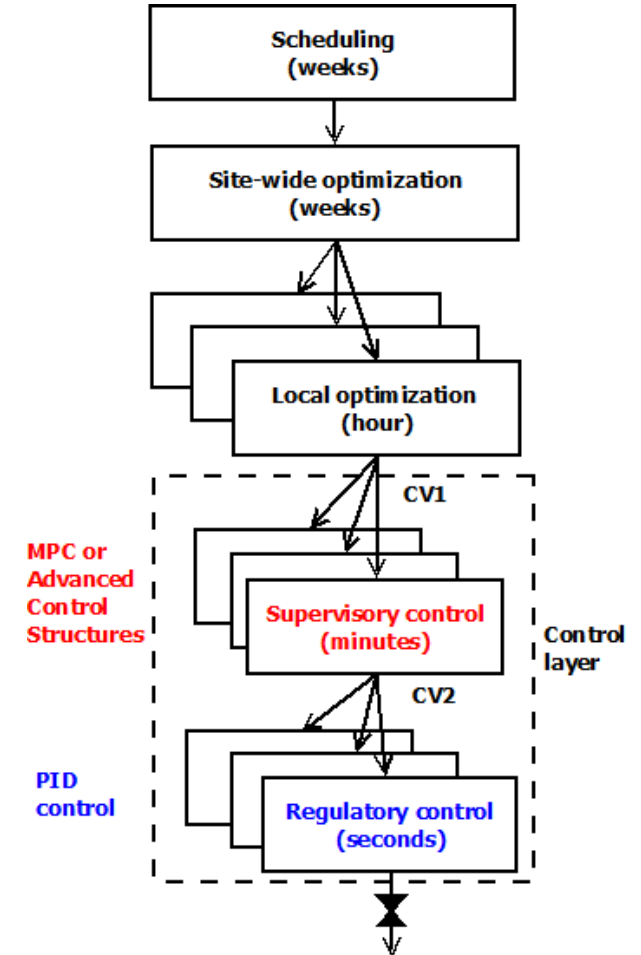 Scheduling
(weeks)
Site-wide optimization
(weeks)
Local optimization
(hour)
CV1
MPC or
Advanced
Control
Structures
Supervisory control
(minutes)
Control
layer
CV2
PID
control
Regulatory control
(seconds)